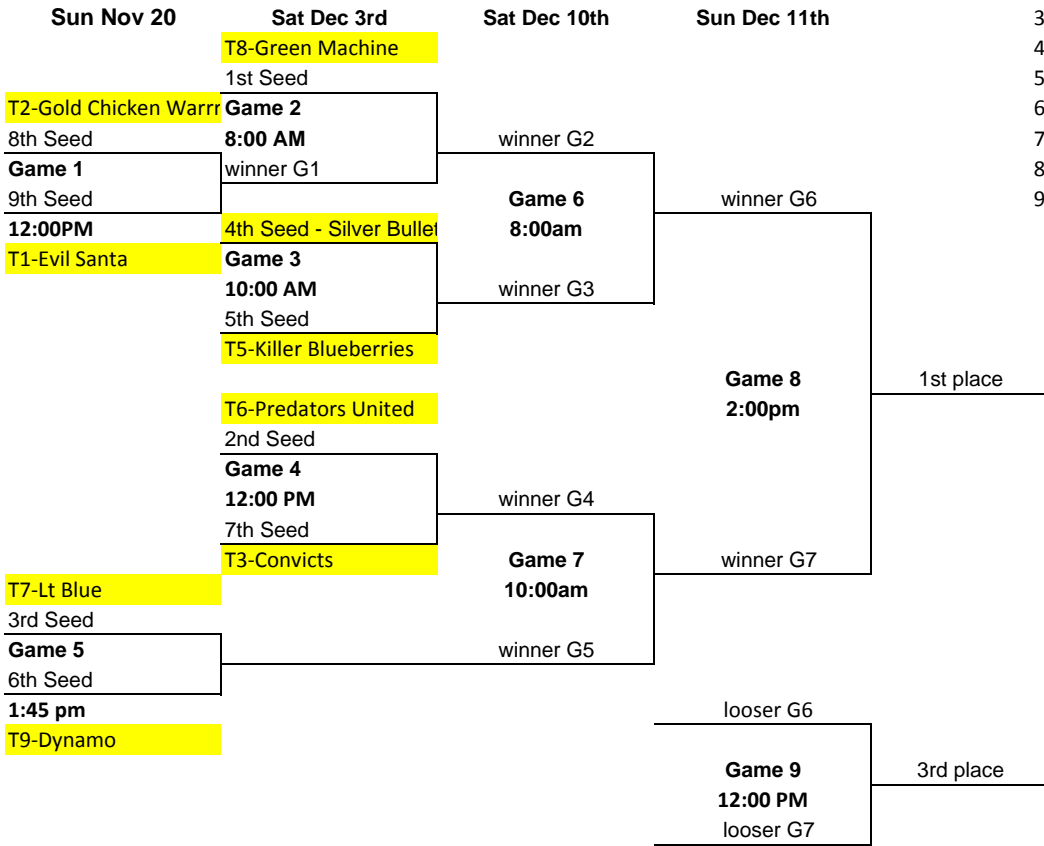 Sun Nov 20 Sat Dec 3rd Sat Dec 10th Sun Dec 11th 3
T8-Green Machine 4
1st Seed 5
T2-Gold Chicken Warrr Game 2 6
8th Seed 8:00 AM winner G2 7
Game 1 winner G1 8
9th Seed Game 6 winner G6 9
12:00PM 4th Seed - Silver Bullet 8:00am
T1-Evil Santa Game 3
10:00 AM winner G3
5th Seed
T5-Killer Blueberries
Game 8 1st place
T6-Predators United 2:00pm
2nd Seed
Game 4
12:00 PM winner G4
7th Seed
T3-Convicts Game 7 winner G7
T7-Lt Blue 10:00am
3rd Seed
Game 5 winner G5
6th Seed
1:45 pm looser G6
T9-Dynamo
Game 9 3rd place
12:00 PM
looser G7